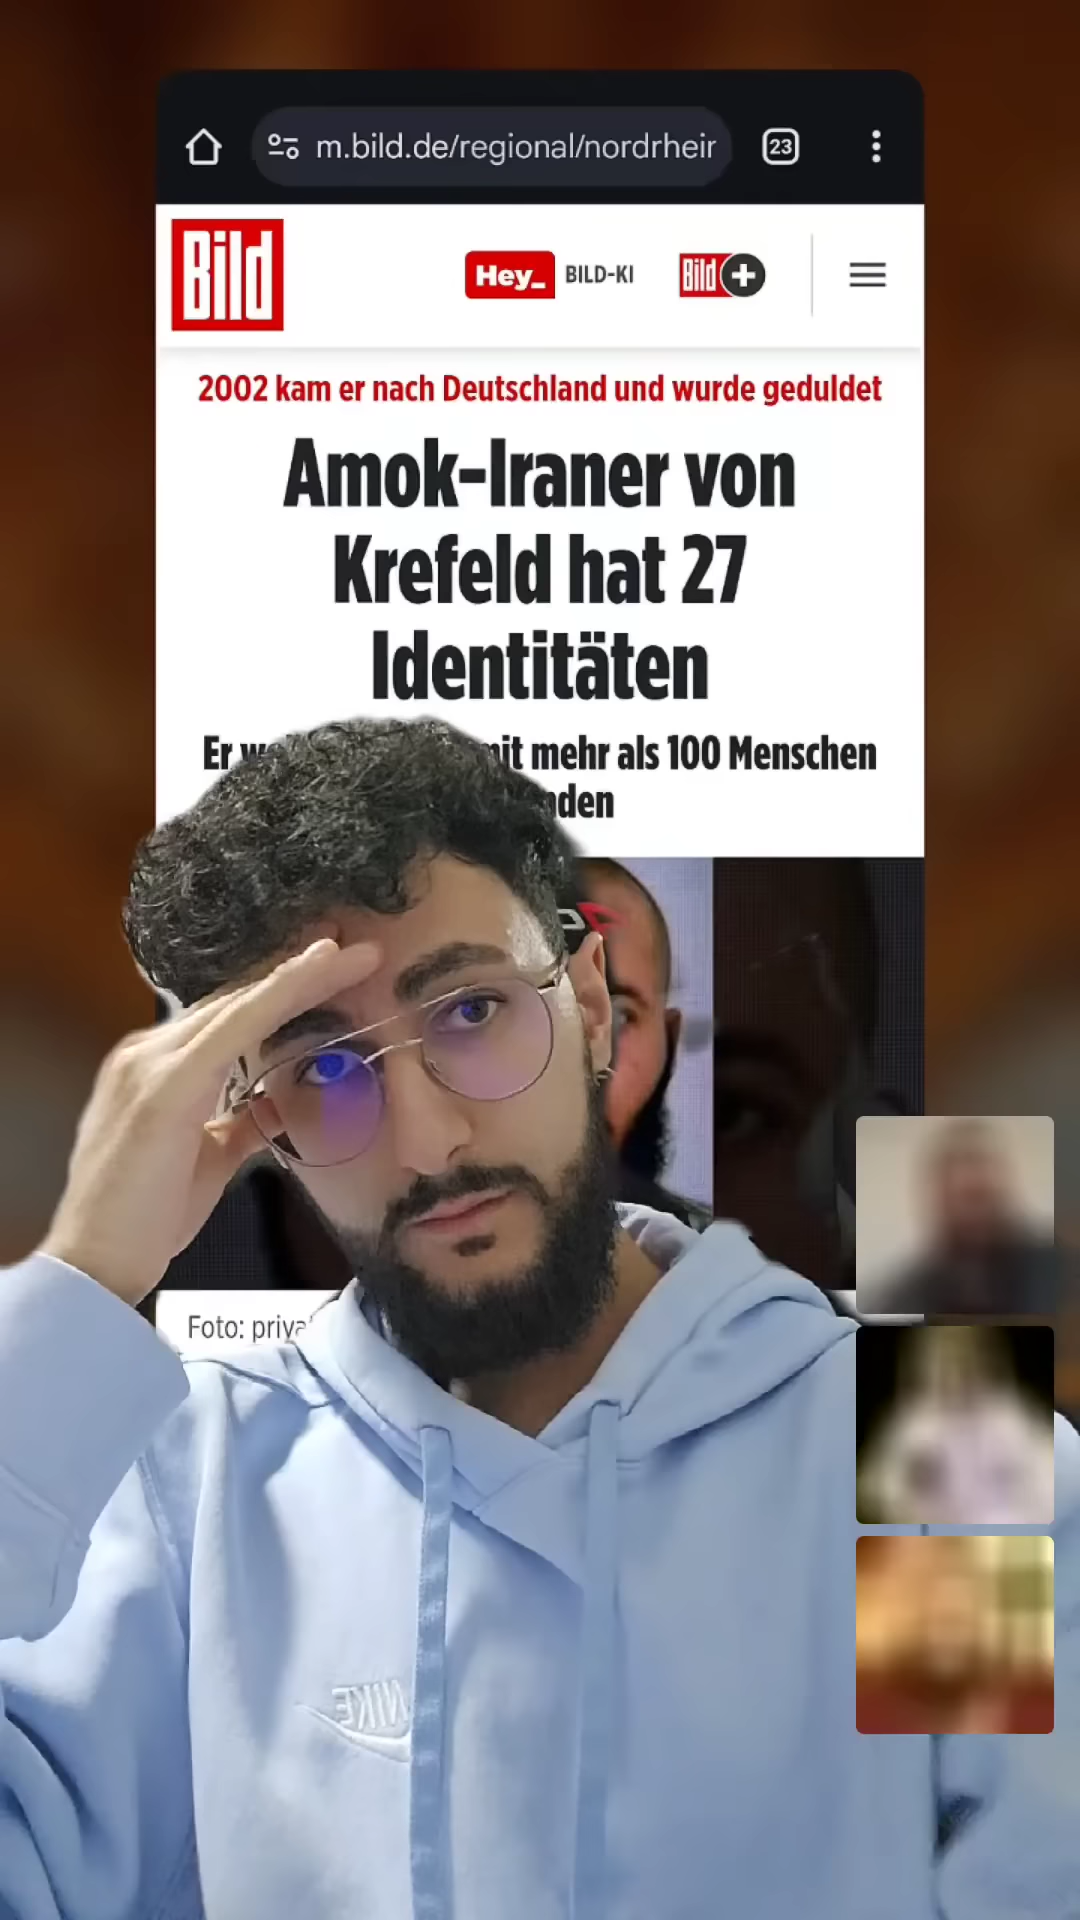 23
m.bild.de/regional/nordrheir
Bild
Hey_
BILD-KI
Bild+
2002 kam er nach Deutschland und wurde geduldet
Amok-Iraner von
Krefeld hat 27
Identitäten
Er mit mehr als 100 Menschen
Foto:
NIKE